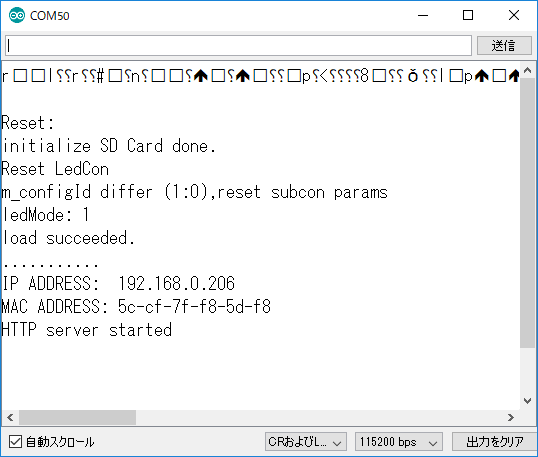 COM50
送信
Reset:
initialize SD Card done.
Reset LedCon
m_configId differ (1:0),reset subcon params
ledMode: 1
load succeeded.
...........
IP ADDRESS:  192.168.0.206
MAC ADDRESS: 5c-cf-7f-f8-5d-f8
HTTP server started
自動スクロール
CRおよびL...
115200 bps
出力をクリア